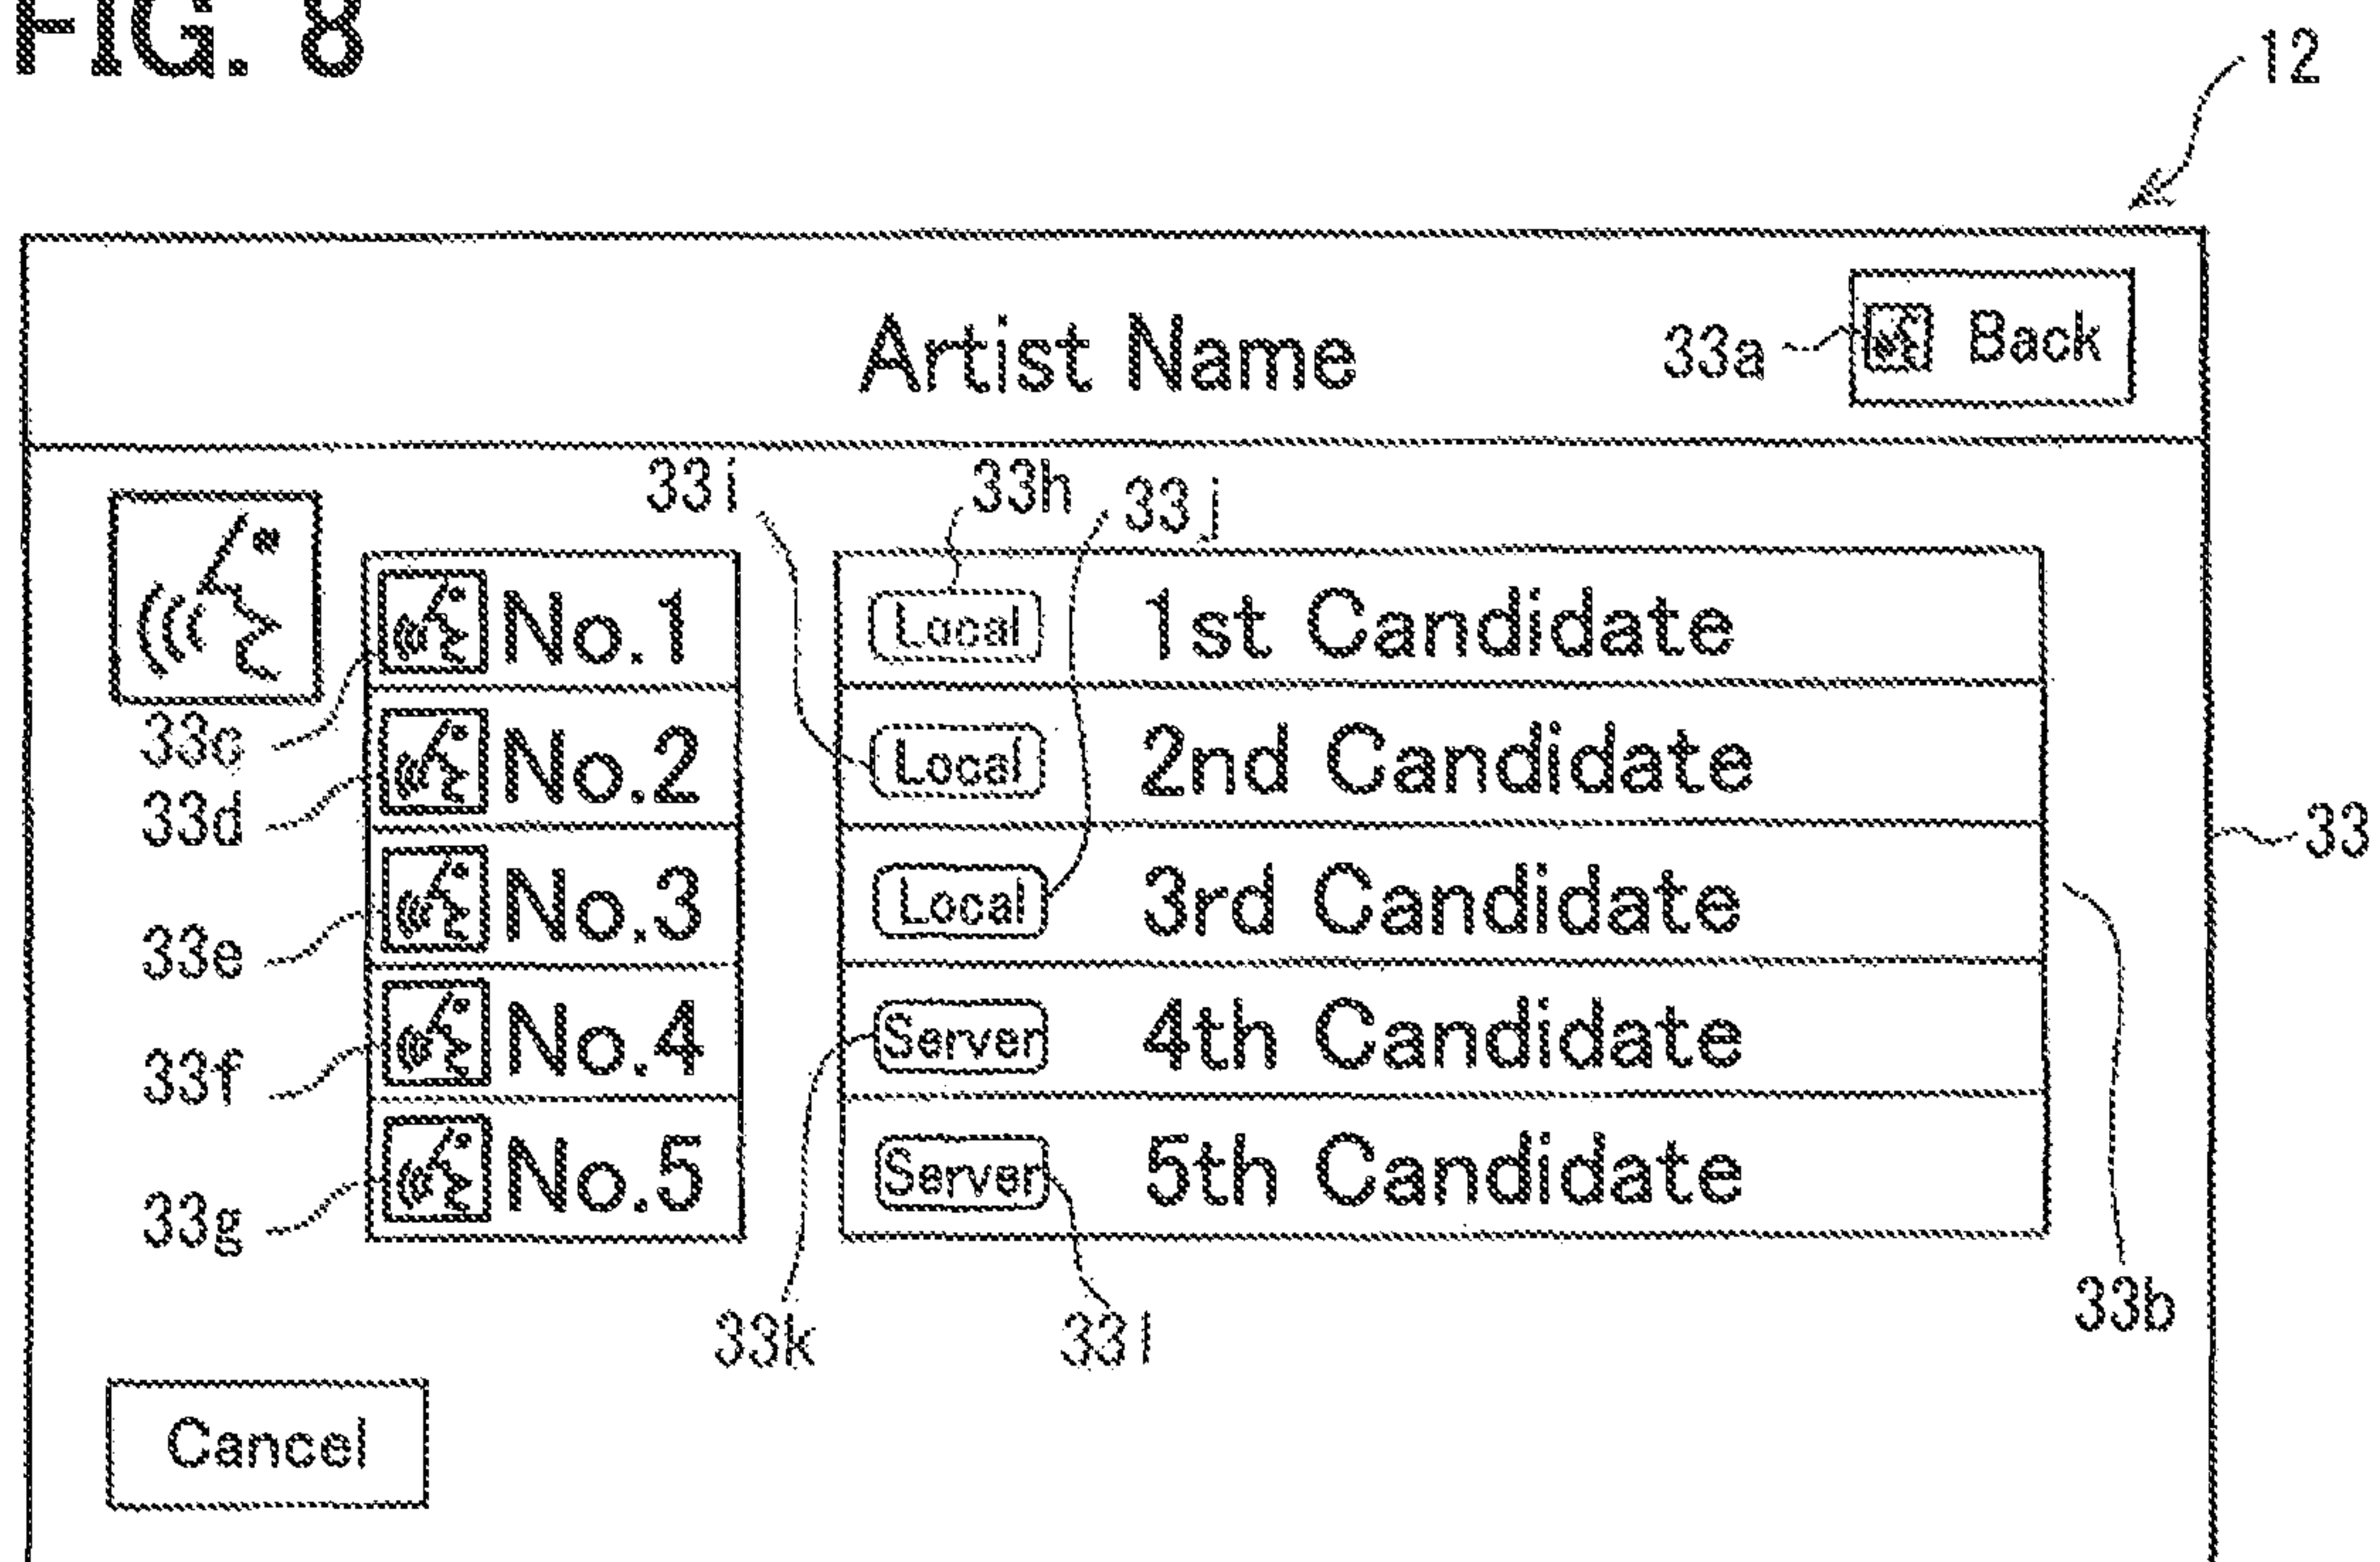 FIG. 8
12
Artist Name
33a
Back
33i
33h
33j
No.1
Local
1st Candidate
33c
No.2
Local
2nd Candidate
33d
33
No.3
Local
3rd Candidate
33e
No.4
Server
4th Candidate
33f
No.5
Server
5th Candidate
33g
33b
33k
33l
Cancel